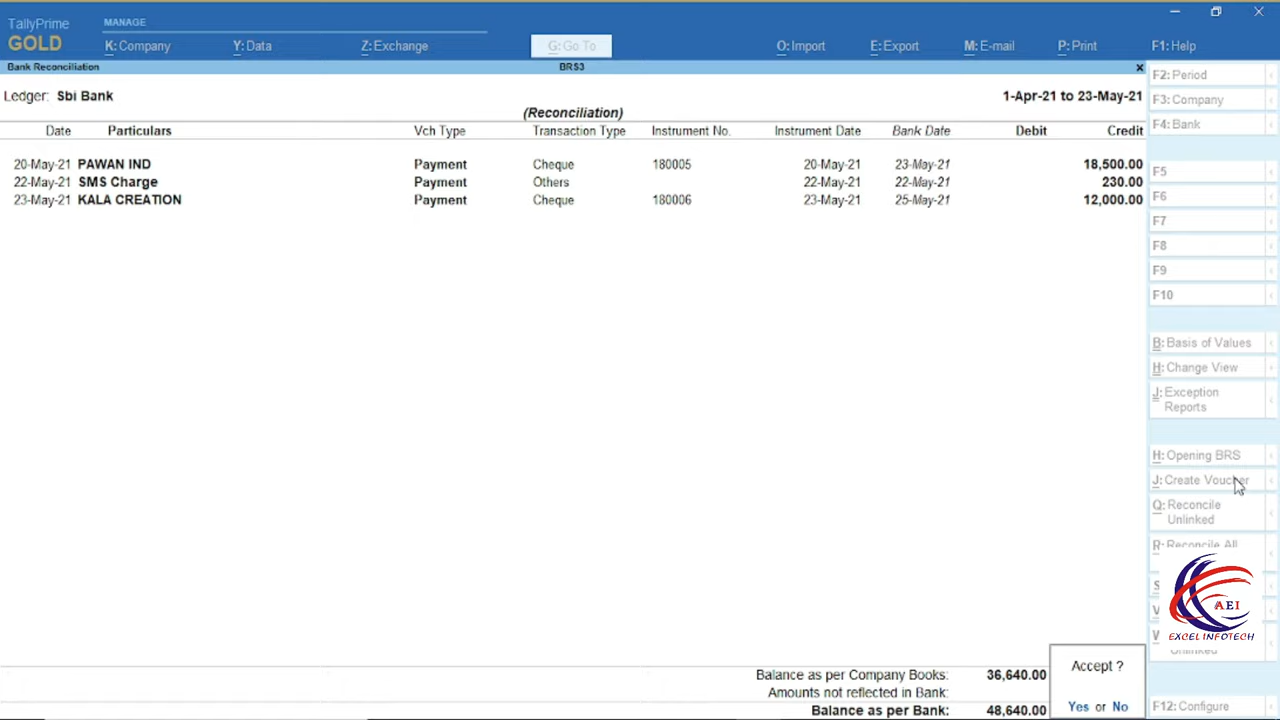 TallyPrime
GOLD
MANAGE
K: Company Y: Data Z: Exchange G: Go To O: Import E: Export M: E-mail P: Print F1: Help
Bank Reconciliation BRS3 x
Ledger: Sbi Bank 1-Apr-21 to 23-May-21
(Reconciliation)
Date Particulars Vch Type Transaction Type Instrument No. Instrument Date Bank Date Debit Credit
20-May-21 PAWAN IND Payment Cheque 180005 20-May-21 23-May-21 18,500.00
22-May-21 SMS Charge Payment Others 22-May-21 22-May-21 230.00
23-May-21 KALA CREATION Payment Cheque 180006 23-May-21 25-May-21 12,000.00
Balance as per Company Books: 36,640.00
Amounts not reflected in Bank:
Balance as per Bank: 48,640.00
Accept ?
Yes or No
F2: Period
F3: Company
F4: Bank
F5
F6
F7
F8
F9
F10
B: Basis of Values
H: Change View
J: Exception
Reports
H: Opening BRS
J: Create Voucher
Q: Reconcile
Unlinked
R: Reconcile All
S
V
W
Unlinked
AEI
EXCEL INFOTECH
F12: Configure